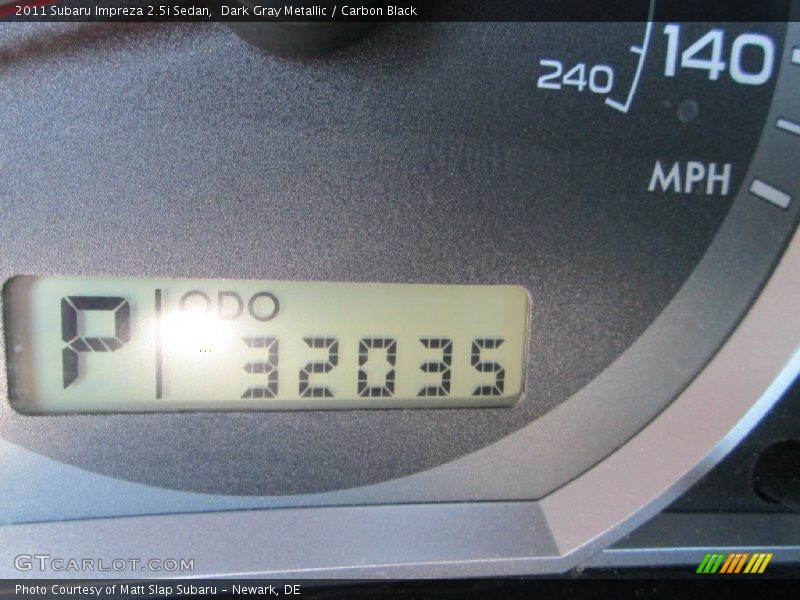 2011 Subaru Impreza 2.5i Sedan,  Dark Gray Metallic / Carbon Black
140
240
MPH
ODO
P 32035
GTCARLOT.COM
Photo Courtesy of Matt Slap Subaru - Newark, DE